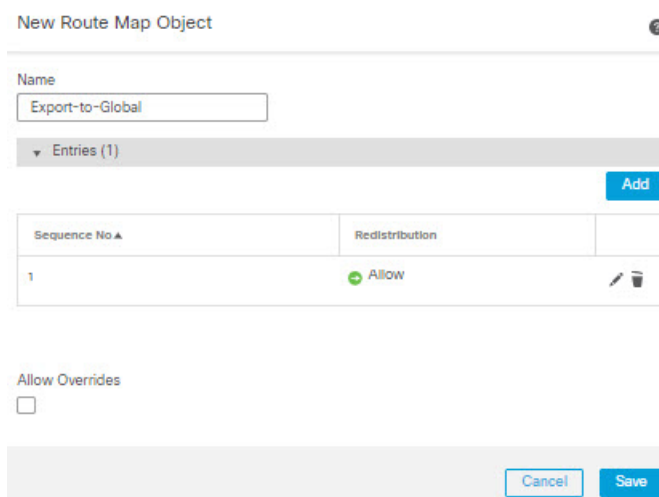 New Route Map Object
Name
Export-to-Global
Entries (1)
Add
Sequence No.▲ Redistribution
1 Allow
Allow Overrides
Cancel Save